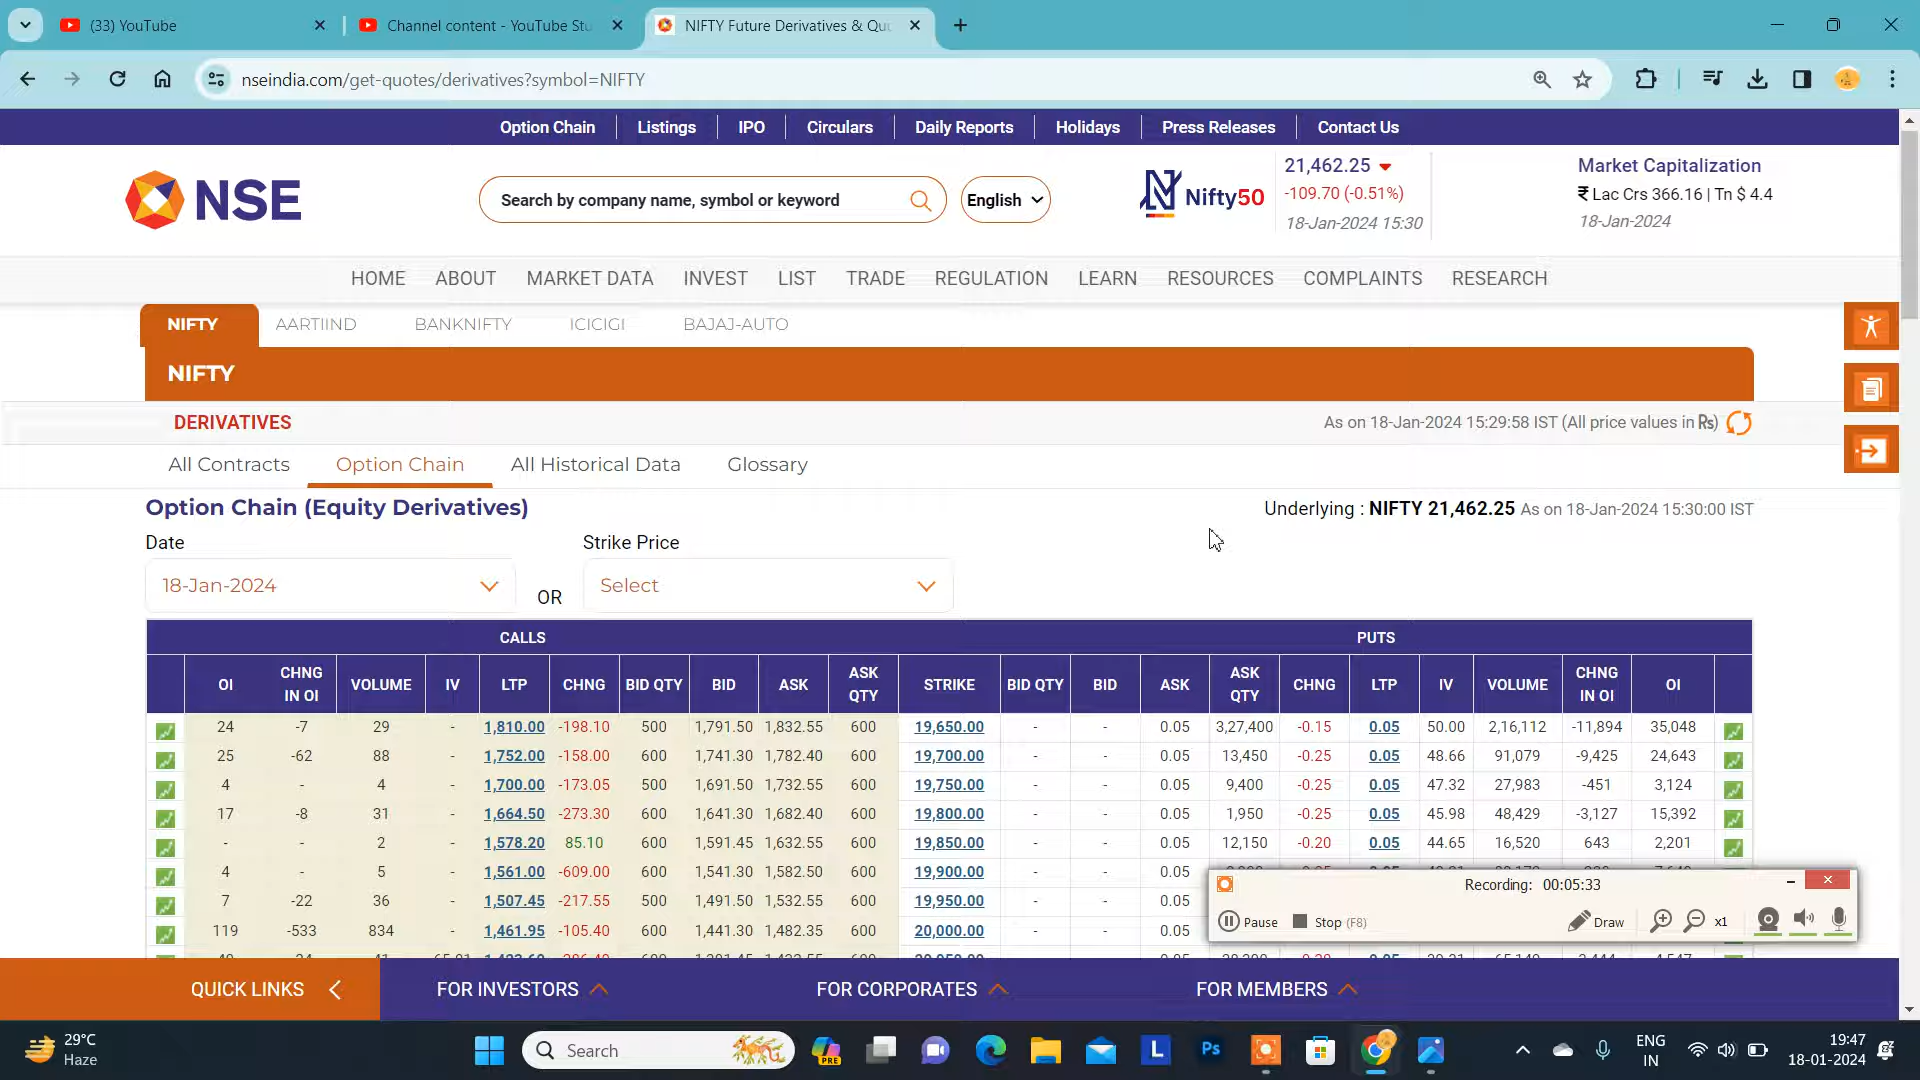 (33) YouTube
Channel content - YouTube Stu
NIFTY Future Derivatives & Quo
nseindia.com/get-quotes/derivatives?symbol=NIFTY
Option Chain Listings IPO Circulars Daily Reports Holidays Press Releases Contact Us
NSE
Search by company name, symbol or keyword
English
Nifty50
21,462.25
-109.70 (-0.51%)
18-Jan-2024 15:30
Market Capitalization
₹ Lac Crs 366.16 | Tn $ 4.4
18-Jan-2024
HOME ABOUT MARKET DATA INVEST LIST TRADE REGULATION LEARN RESOURCES COMPLAINTS RESEARCH
NIFTY AARTIIND BANKNIFTY ICICIGI BAJAJ-AUTO
NIFTY
DERIVATIVES
As on 18-Jan-2024 15:29:58 IST (All price values in Rs)
All Contracts Option Chain All Historical Data Glossary
Option Chain (Equity Derivatives)
Underlying : NIFTY 21,462.25 As on 18-Jan-2024 15:30:00 IST
Date
18-Jan-2024
OR
Strike Price
Select
CALLS PUTS
OI CHNG IN OI VOLUME IV LTP CHNG BID QTY BID ASK ASK QTY STRIKE BID QTY BID ASK ASK QTY CHNG LTP IV VOLUME CHNG IN OI OI
24 -7 29 - 1,810.00 -198.10 500 1,791.50 1,832.55 600 19,650.00 - - 0.05 3,27,400 -0.15 0.05 50.00 2,16,112 -11,894 35,048
25 -62 88 - 1,752.00 -158.00 600 1,741.30 1,782.40 600 19,700.00 - - 0.05 13,450 -0.25 0.05 48.66 91,079 -9,425 24,643
4 - 4 - 1,700.00 -173.05 500 1,691.50 1,732.55 600 19,750.00 - - 0.05 9,400 -0.25 0.05 47.32 27,983 -451 3,124
17 -8 31 - 1,664.50 -273.30 600 1,641.30 1,682.40 600 19,800.00 - - 0.05 1,950 -0.25 0.05 45.98 48,429 -3,127 15,392
- - 2 - 1,578.20 85.10 600 1,591.45 1,632.55 600 19,850.00 - - 0.05 12,150 -0.20 0.05 44.65 16,520 643 2,201
4 - 5 - 1,561.00 -609.00 600 1,541.30 1,582.50 600 19,900.00 - - 0.05
7 -22 36 - 1,507.45 -217.55 500 1,491.50 1,532.55 600 19,950.00 - - 0.05
119 -533 834 - 1,461.95 -105.40 600 1,441.30 1,482.35 600 20,000.00 - - 0.05
Recording: 00:05:33
Pause Stop (F8) Draw x1
QUICK LINKS FOR INVESTORS FOR CORPORATES FOR MEMBERS
29°C
Haze
Search
PRE
L
Ps
ENG
IN
19:47
18-01-2024